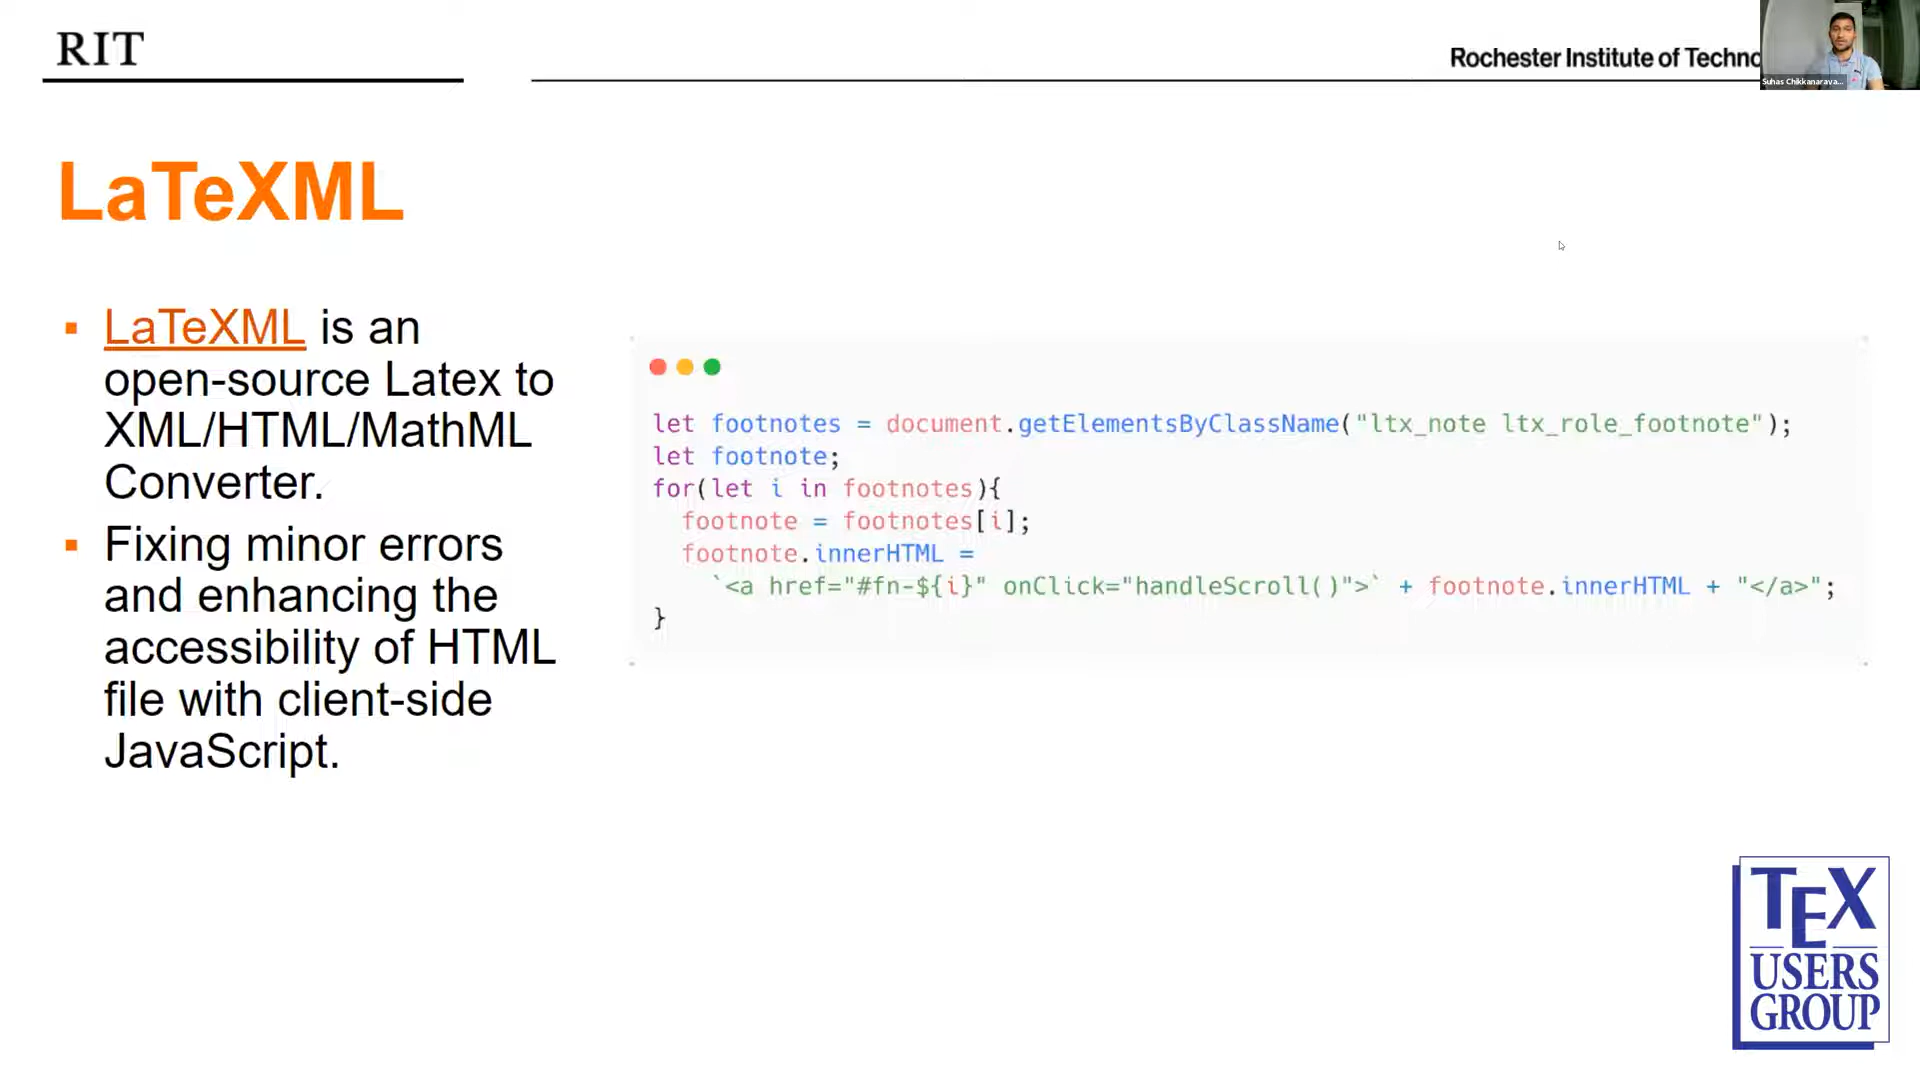 RIT
Rochester Institute of Techno
Suhas Chikkanarava...
LaTeXML
▪ LaTeXML is an
open-source Latex to
XML/HTML/MathML
Converter.
▪ Fixing minor errors
and enhancing the
accessibility of HTML
file with client-side
JavaScript.
let footnotes = document.getElementsByClassName("ltx_note ltx_role_footnote");
let footnote;
for(let i in footnotes){
  footnote = footnotes[i];
  footnote.innerHTML =
    `<a href="#fn-${i}" onClick="handleScroll()">` + footnote.innerHTML + "</a>";
}
TEX
USERS
GROUP